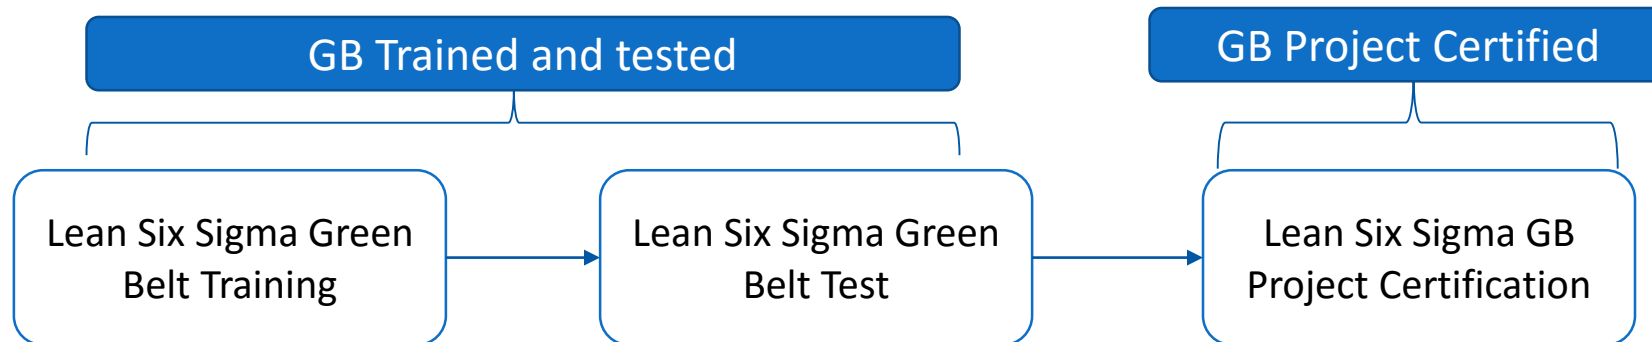 GB Trained and tested
GB Project Certified
Lean Six Sigma Green
Belt Training
Lean Six Sigma Green
Belt Test
Lean Six Sigma GB
Project Certification